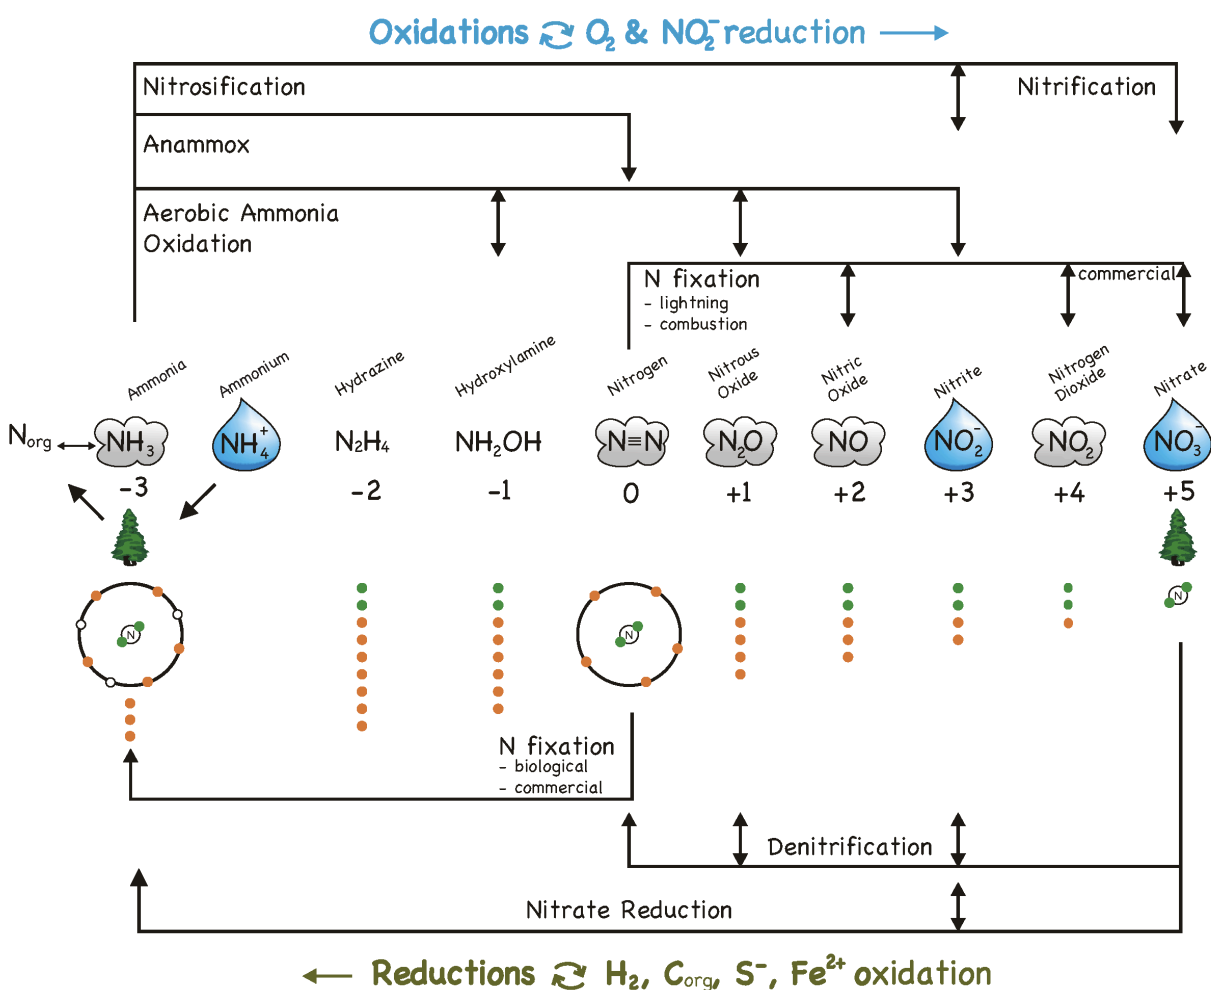 Oxidations O₂ & NO₂⁻ reduction
Nitrosification
Nitrification
Anammox
Aerobic Ammonia
Oxidation
N fixation
- lightning
- combustion
commercial
Ammonia
Ammonium
Hydrazine
Hydroxylamine
Nitrogen
Nitrous
Oxide
Nitric
Oxide
Nitrite
Nitrogen
Dioxide
Nitrate
Norg NH₃ NH₄⁺ N₂H₄ NH₂OH N≡N N₂O NO NO₂⁻ NO₂ NO₃⁻
-3 -2 -1 0 +1 +2 +3 +4 +5
N N N
N fixation
- biological
- commercial
Denitrification
Nitrate Reduction
Reductions H₂, Corg, S⁻, Fe²⁺ oxidation